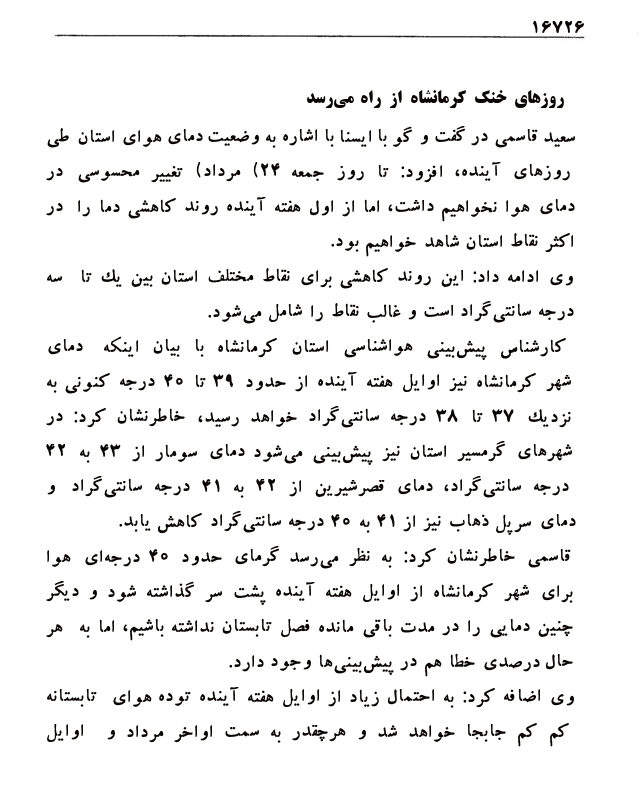 ۱۶۷۲۶
روزهای خنک کرمانشاه از راه می‌رسد
سعید قاسمی در گفت و گو با ایسنا با اشاره به وضعیت دمای هوای استان طی
روزهای آینده، افزود: تا روز جمعه ۲۴) مرداد) تغییر محسوسی در
دمای هوا نخواهیم داشت، اما از اول هفته آینده روند کاهشی دما را در
اکثر نقاط استان شاهد خواهیم بود.
وی ادامه داد: این روند کاهشی برای نقاط مختلف استان بین یك تا سه
درجه سانتی‌گراد است و غالب نقاط را شامل می‌شود.
کارشناس پیش‌بینی هواشناسی استان کرمانشاه با بیان اینکه دمای
شهر کرمانشاه نیز اوایل هفته آینده از حدود ۳۹ تا ۴۰ درجه کنونی به
نزدیك ۳۷ تا ۳۸ درجه سانتی‌گراد خواهد رسید، خاطرنشان کرد: در
شهرهای گرمسیر استان نیز پیش‌بینی می‌شود دمای سومار از ۴۳ به ۴۲
درجه سانتی‌گراد، دمای قصرشیرین از ۴۲ به ۴۱ درجه سانتی‌گراد و
دمای سرپل ذهاب نیز از ۴۱ به ۴۰ درجه سانتی‌گراد کاهش یابد.
قاسمی خاطرنشان کرد: به نظر می‌رسد گرمای حدود ۴۰ درجه‌ای هوا
برای شهر کرمانشاه از اوایل هفته آینده پشت سر گذاشته شود و دیگر
چنین دمایی را در مدت باقی مانده فصل تابستان نداشته باشیم، اما به هر
حال درصدی خطا هم در پیش‌بینی‌ها وجود دارد.
وی اضافه کرد: به احتمال زیاد از اوایل هفته آینده توده هوای تابستانه
کم کم جابجا خواهد شد و هرچقدر به سمت اواخر مرداد و اوایل